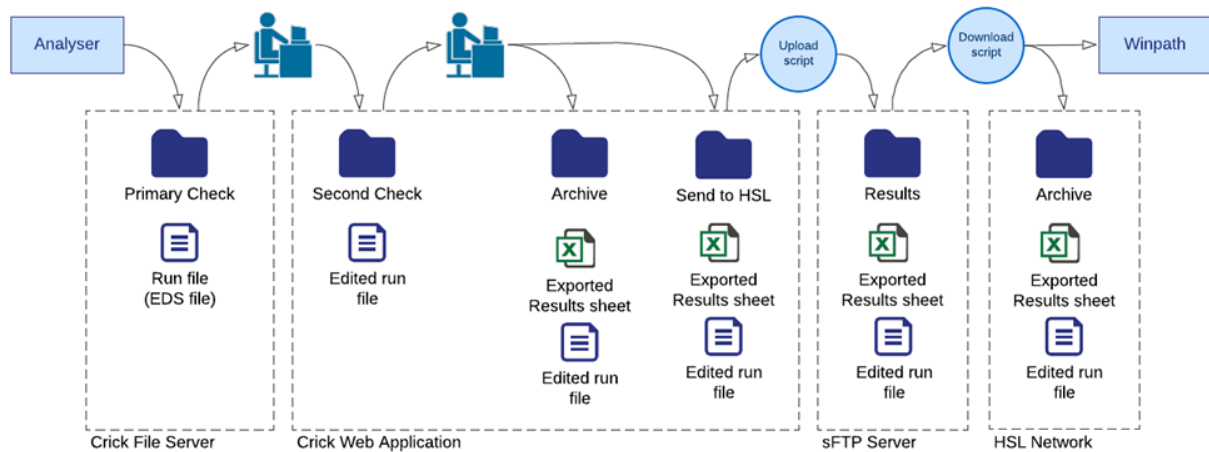 Analyser
Upload
script
Download
script
Winpath
Primary Check
Second Check
Archive
Send to HSL
Results
Archive
Run file
(EDS file)
Edited run
file
Exported
Results sheet
Exported
Results sheet
Exported
Results sheet
Exported
Results sheet
Edited run
file
Edited run
file
Edited run
file
Edited run
file
Crick File Server
Crick Web Application
sFTP Server
HSL Network